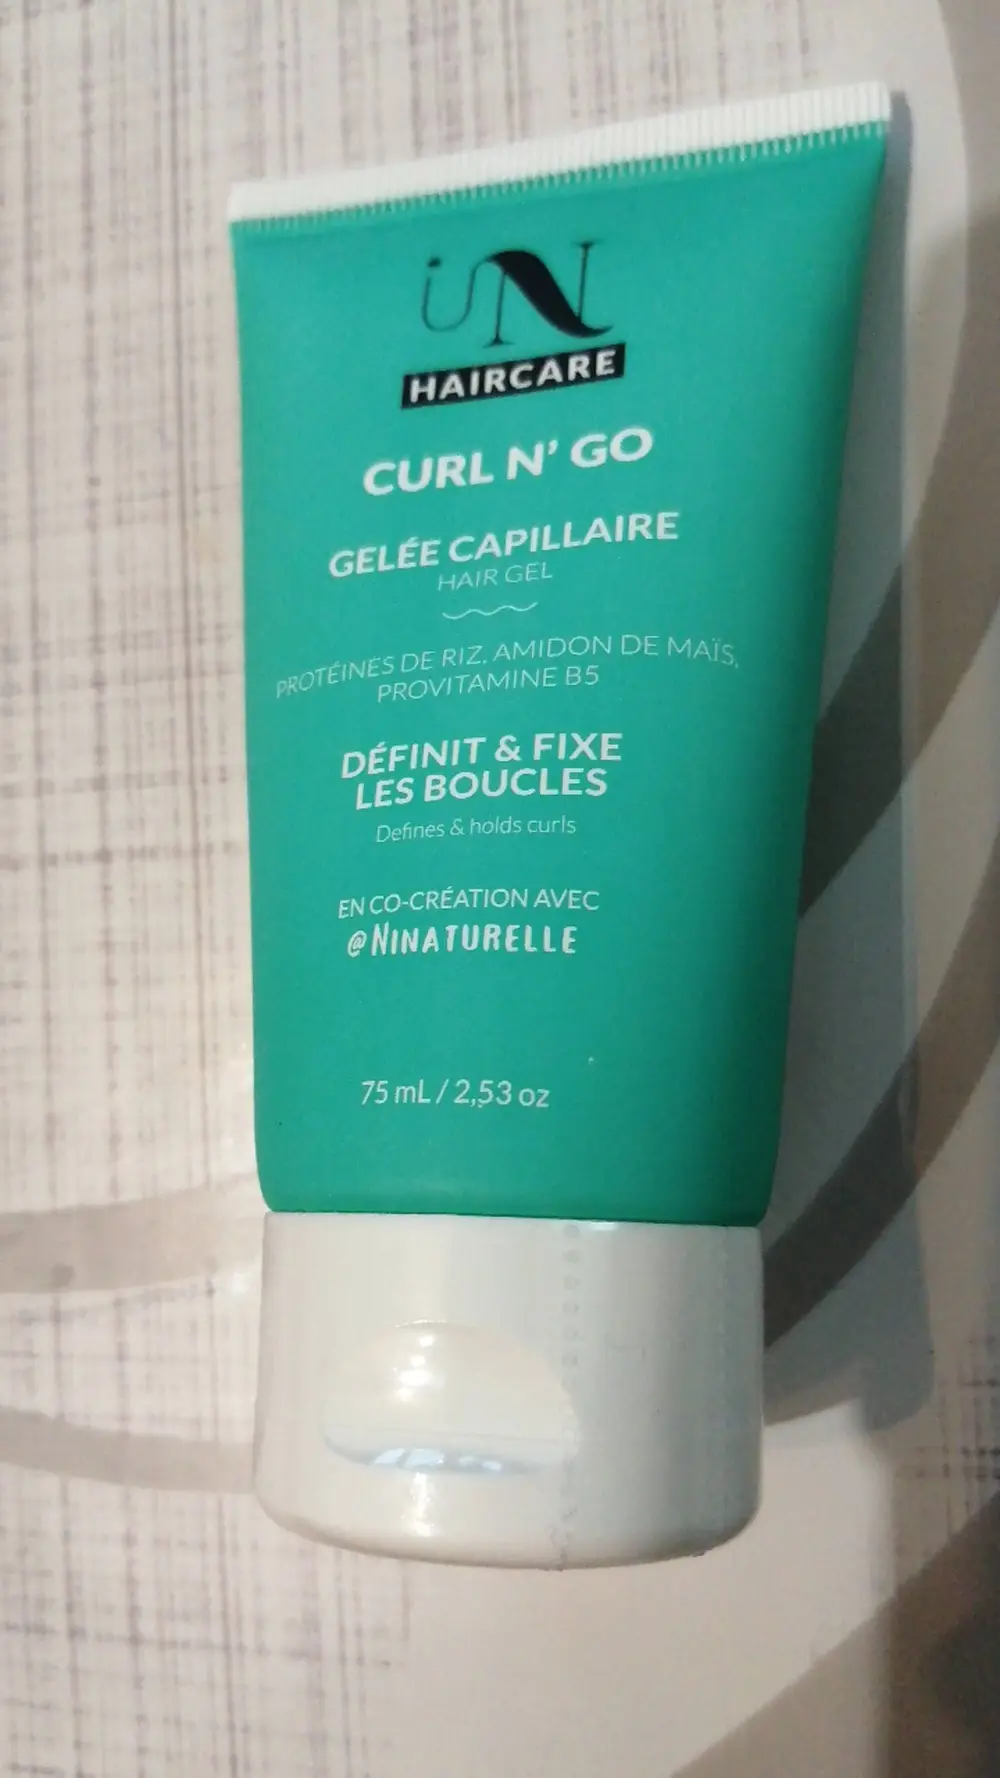 iN
HAIRCARE
CURL N' GO
GELÉE CAPILLAIRE
HAIR GEL
PROTÉINES DE RIZ, AMIDON DE MAÏS,
PROVITAMINE B5
DÉFINIT & FIXE
LES BOUCLES
Defines & holds curls
EN CO-CRÉATION AVEC
@NINATURELLE
75 mL / 2,53 oz